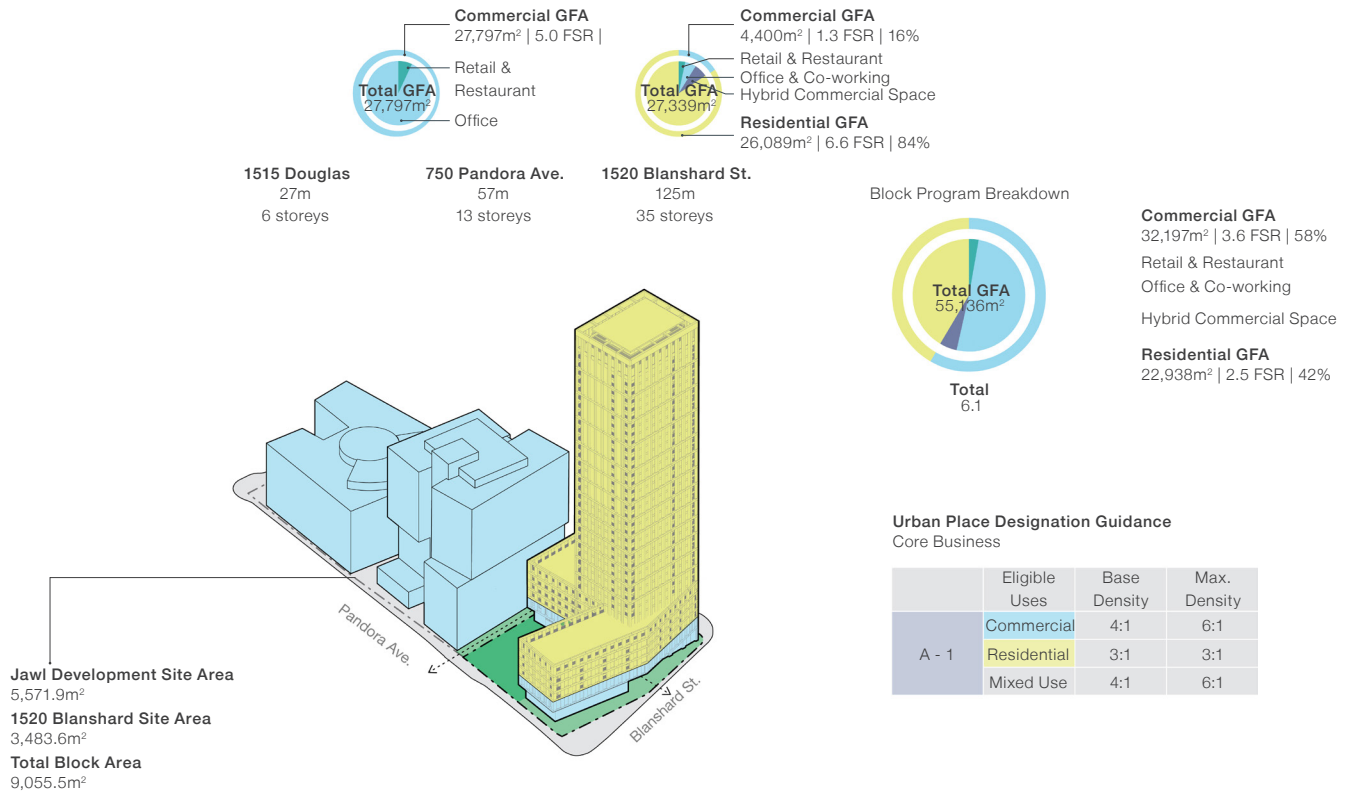 Commercial GFA
27,797m² | 5.0 FSR |
Retail &
Restaurant
Office
Total GFA
27,797m²
Commercial GFA
4,400m² | 1.3 FSR | 16%
Retail & Restaurant
Office & Co-working
Hybrid Commercial Space
Total GFA
27,339m²
Residential GFA
26,089m² | 6.6 FSR | 84%
1515 Douglas
27m
6 storeys
750 Pandora Ave.
57m
13 storeys
1520 Blanshard St.
125m
35 storeys
Block Program Breakdown
Total GFA
55,136m²
Total
6.1
Commercial GFA
32,197m² | 3.6 FSR | 58%
Retail & Restaurant
Office & Co-working
Hybrid Commercial Space
Residential GFA
22,938m² | 2.5 FSR | 42%
Pandora Ave.
Blanshard St.
Jawl Development Site Area
5,571.9m²
1520 Blanshard Site Area
3,483.6m²
Total Block Area
9,055.5m²
Urban Place Designation Guidance
Core Business
Eligible Uses Base Density Max. Density
A - 1
Commercial 4:1 6:1
Residential 3:1 3:1
Mixed Use 4:1 6:1